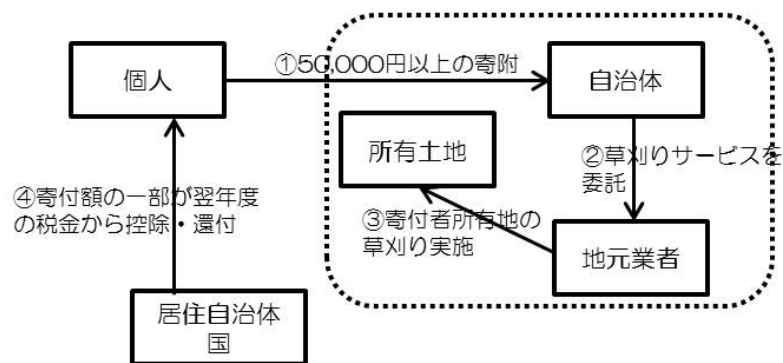 ①50,000円以上の寄附
個人
自治体
所有土地
②草刈りサービスを
委託
④寄付額の一部が翌年度
の税金から控除・還付
③寄付者所有地の
草刈り実施
地元業者
居住自治体
国